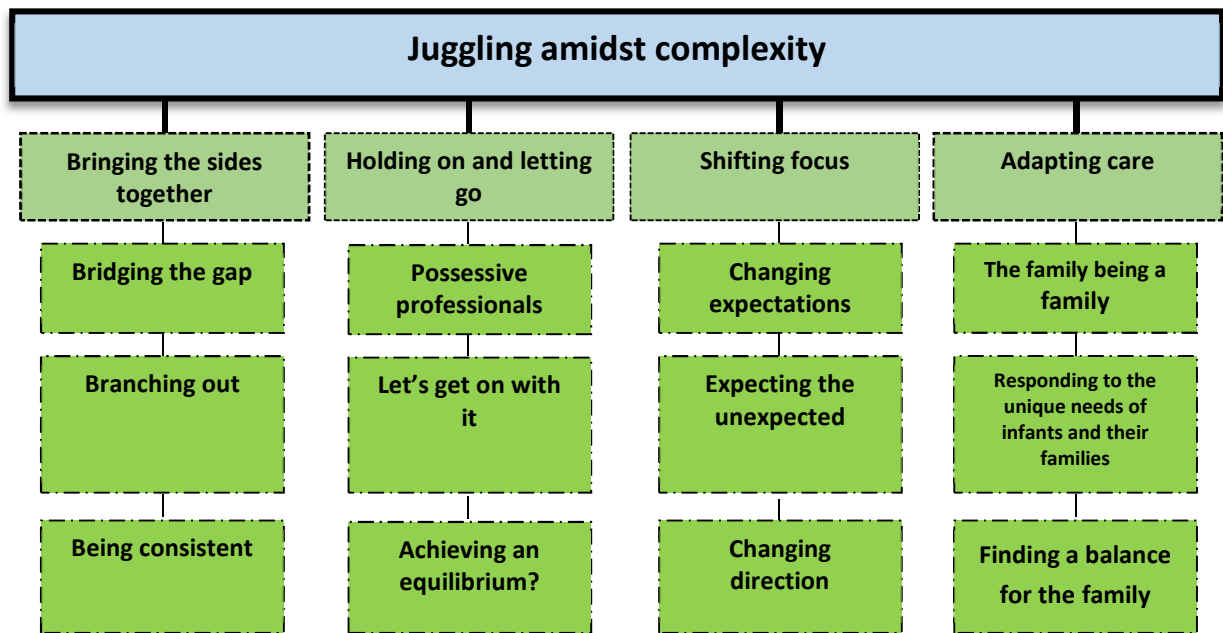 Juggling amidst complexity
Bringing the sides
together
Holding on and letting
go
Shifting focus
Adapting care
Bridging the gap
Possessive
professionals
Changing
expectations
The family being a
family
Branching out
Let’s get on with
it
Expecting the
unexpected
Responding to the
unique needs of
infants and their
families
Being consistent
Achieving an
equilibrium?
Changing
direction
Finding a balance
for the family